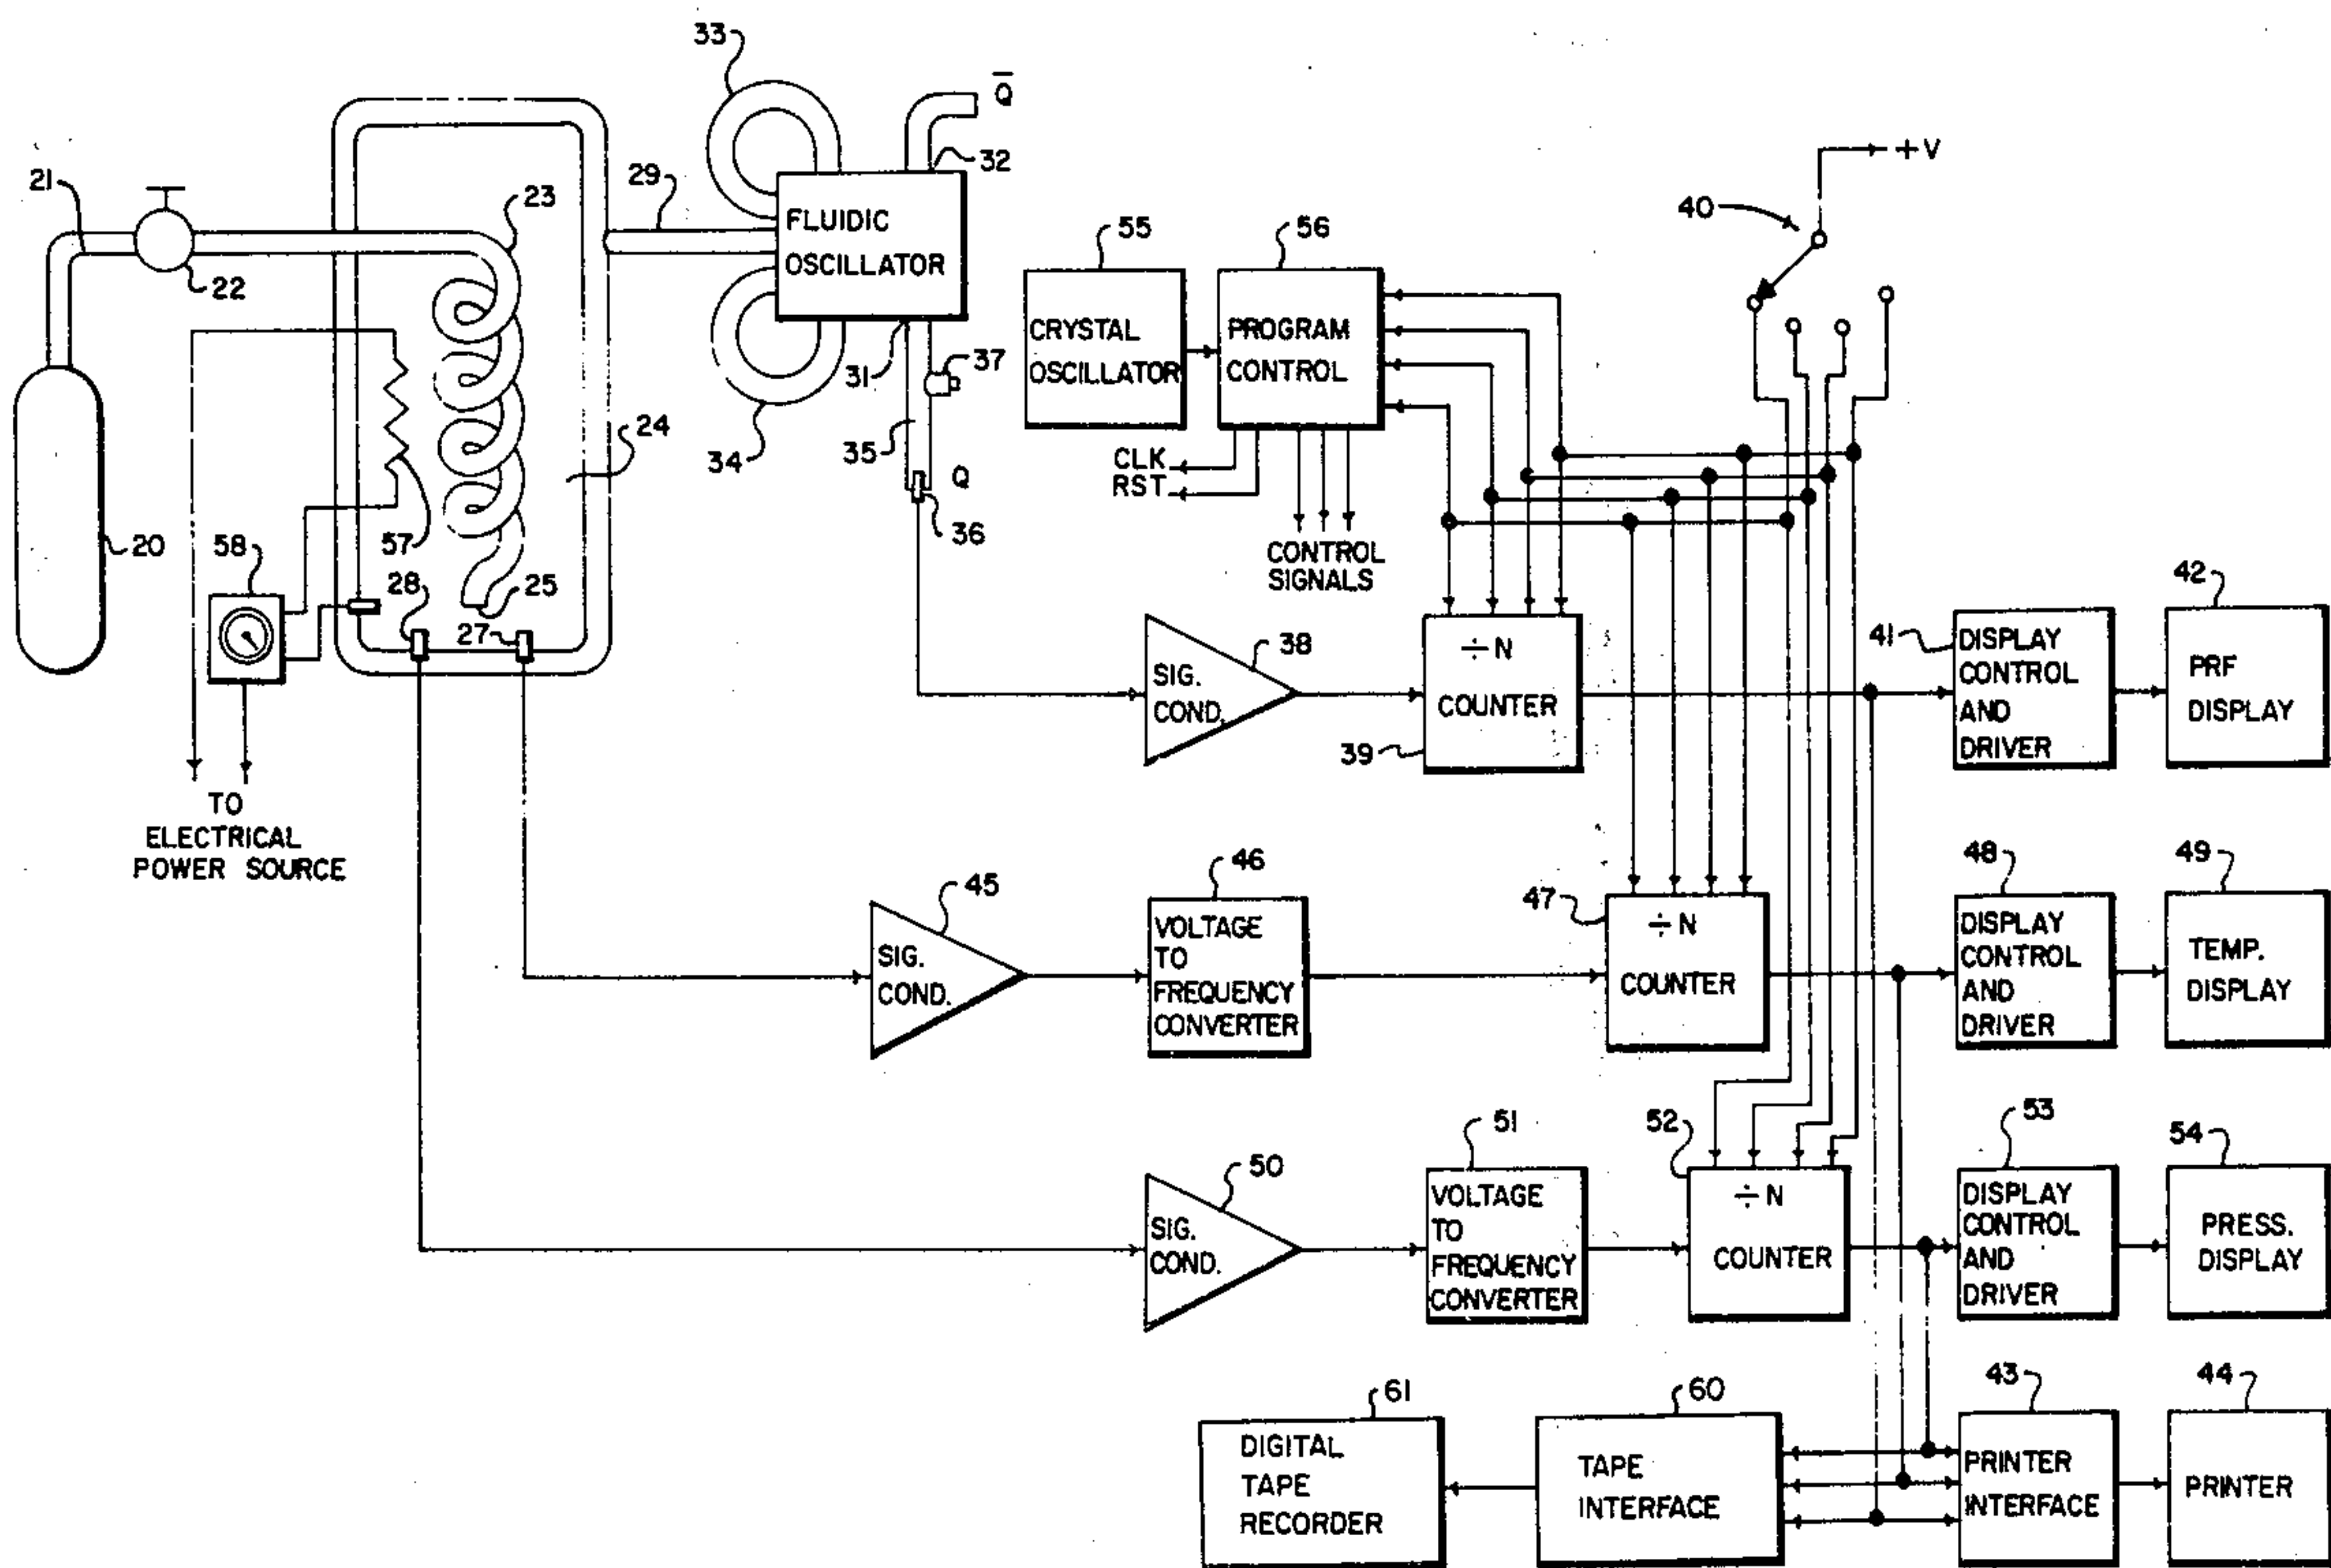 33
Q̅
32
+V
21
29
23
40
FLUIDIC
OSCILLATOR
55
56
22
CRYSTAL
OSCILLATOR
PROGRAM
CONTROL
37
31
24
34
35
CLK
RST
Q
36
20
58
57
CONTROL
SIGNALS
28
25
27
38
42
41
÷N
COUNTER
39
SIG.
COND.
DISPLAY
CONTROL
AND
DRIVER
PRF
DISPLAY
TO
ELECTRICAL
POWER SOURCE
45
46
47
48
49
SIG.
COND.
VOLTAGE
TO
FREQUENCY
CONVERTER
÷N
COUNTER
DISPLAY
CONTROL
AND
DRIVER
TEMP.
DISPLAY
50
51
52
53
54
SIG.
COND.
VOLTAGE
TO
FREQUENCY
CONVERTER
÷N
COUNTER
DISPLAY
CONTROL
AND
DRIVER
PRESS.
DISPLAY
61
60
43
44
DIGITAL
TAPE
RECORDER
TAPE
INTERFACE
PRINTER
INTERFACE
PRINTER